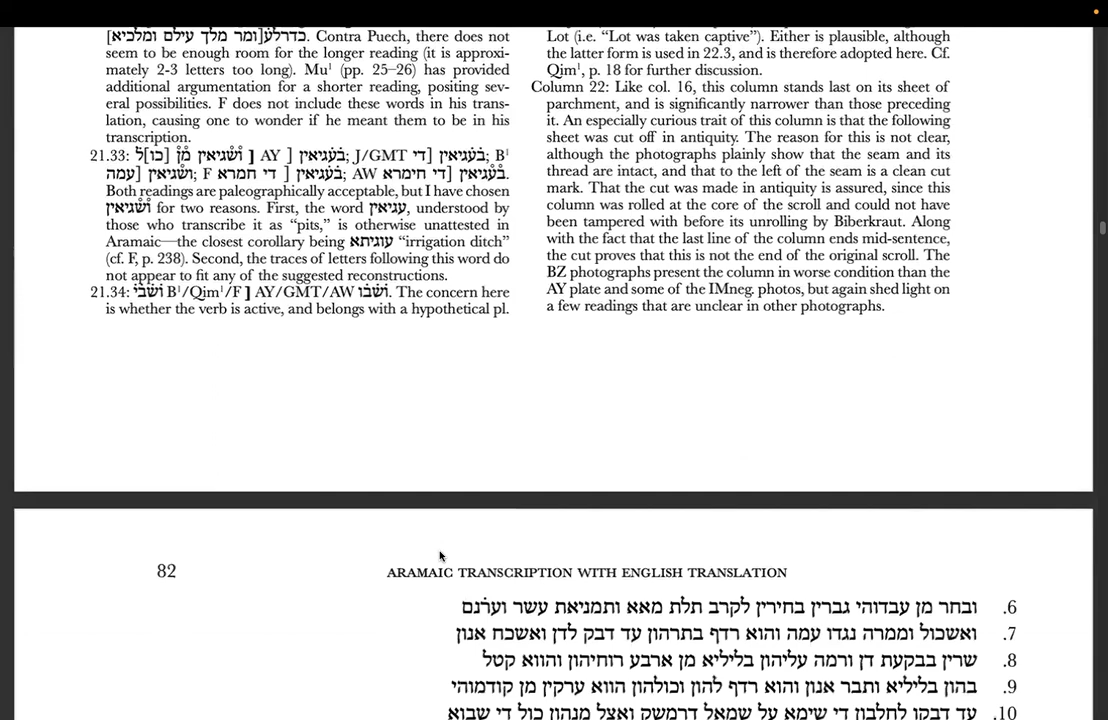 [כדרלע]ומר מלך עילם ומלכיא]. Contra Puech, there does not
seem to be enough room for the longer reading (it is approxi-
mately 2-3 letters too long). Mu¹ (pp. 25–26) has provided
additional argumentation for a shorter reading, positing sev-
eral possibilities. F does not include these words in his trans-
lation, causing one to wonder if he meant them to be in his
transcription.
21.33: ושגיאין מן [כו]ל ] AY ] בעגיאין; J/GMT בעגיאין [די; B¹
ושגיאין [עמה; F בעגיאין [ די חמרא; AW בעגיאין [די חימרא.
Both readings are paleographically acceptable, but I have chosen
ושגיאין for two reasons. First, the word עגיאין, understood by
those who transcribe it as “pits,” is otherwise unattested in
Aramaic—the closest corollary being עוגיתא “irrigation ditch”
(cf. F, p. 238). Second, the traces of letters following this word do
not appear to fit any of the suggested reconstructions.
21.34: ושבי B¹/Qim¹/F ] AY/GMT/AW ושבו. The concern here
is whether the verb is active, and belongs with a hypothetical pl.
Lot (i.e. “Lot was taken captive”). Either is plausible, although
the latter form is used in 22.3, and is therefore adopted here. Cf.
Qim¹, p. 18 for further discussion.
Column 22: Like col. 16, this column stands last on its sheet of
parchment, and is significantly narrower than those preceding
it. An especially curious trait of this column is that the following
sheet was cut off in antiquity. The reason for this is not clear,
although the photographs plainly show that the seam and its
thread are intact, and that to the left of the seam is a clean cut
mark. That the cut was made in antiquity is assured, since this
column was rolled at the core of the scroll and could not have
been tampered with before its unrolling by Biberkraut. Along
with the fact that the last line of the column ends mid-sentence,
the cut proves that this is not the end of the original scroll. The
BZ photographs present the column in worse condition than the
AY plate and some of the IMneg. photos, but again shed light on
a few readings that are unclear in other photographs.
82 ARAMAIC TRANSCRIPTION WITH ENGLISH TRANSLATION
6. ובחר מן עבדוהי גברין בחירין לקרב תלת מאא ותמניאת עשר וערנם
7. ואשכול וממרה נגדו עמה והוא רדף בתרהון עד דבק לדן ואשכח אנון
8. שרין בבקעת דן ורמה עליהון בליליא מן ארבע רוחיהון והווא קטל
9. בהון בליליא ותבר אנון והוא רדף להון וכולהון הווא ערקין מן קודמוהי
10. עד דבקו לחלבון די שימא על שמאל דרמשק ואצל מנהון כול די שבוא